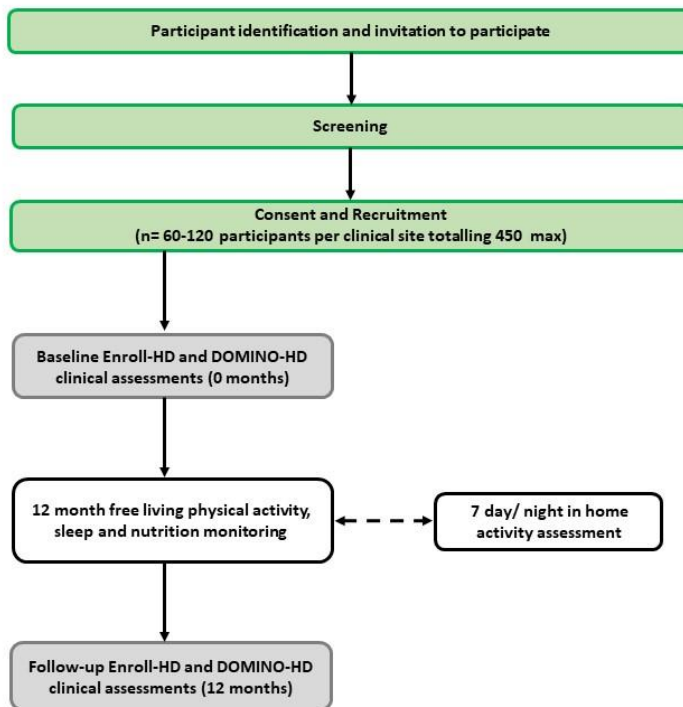 Participant identification and invitation to participate
Screening
Consent and Recruitment
(n= 60-120 participants per clinical site totalling 450 max)
Baseline Enroll-HD and DOMINO-HD
clinical assessments (0 months)
12 month free living physical activity,
sleep and nutrition monitoring
7 day/ night in home
activity assessment
Follow-up Enroll-HD and DOMINO-HD
clinical assessments (12 months)